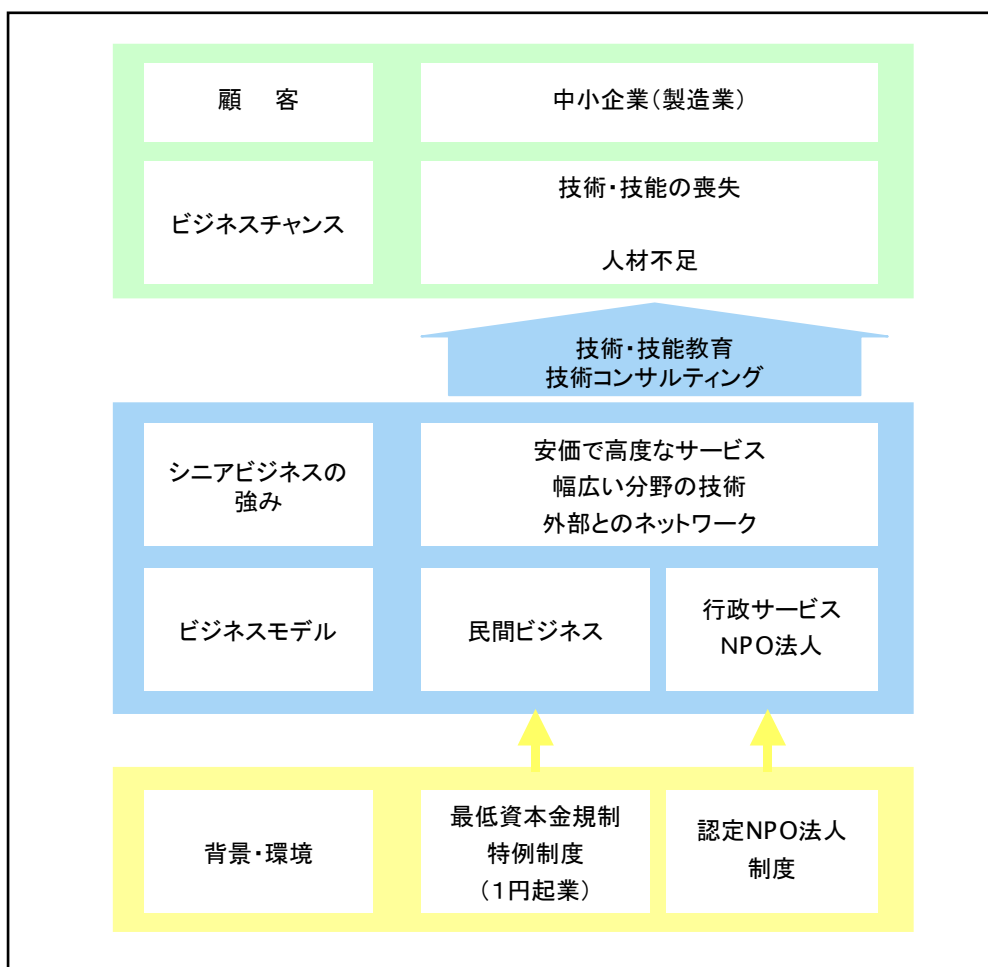 顧　客
中小企業(製造業)
ビジネスチャンス
技術・技能の喪失
人材不足
技術・技能教育
技術コンサルティング
シニアビジネスの
強み
安価で高度なサービス
幅広い分野の技術
外部とのネットワーク
ビジネスモデル
民間ビジネス
行政サービス
NPO法人
背景・環境
最低資本金規制
特例制度
(1円起業)
認定NPO法人
制度